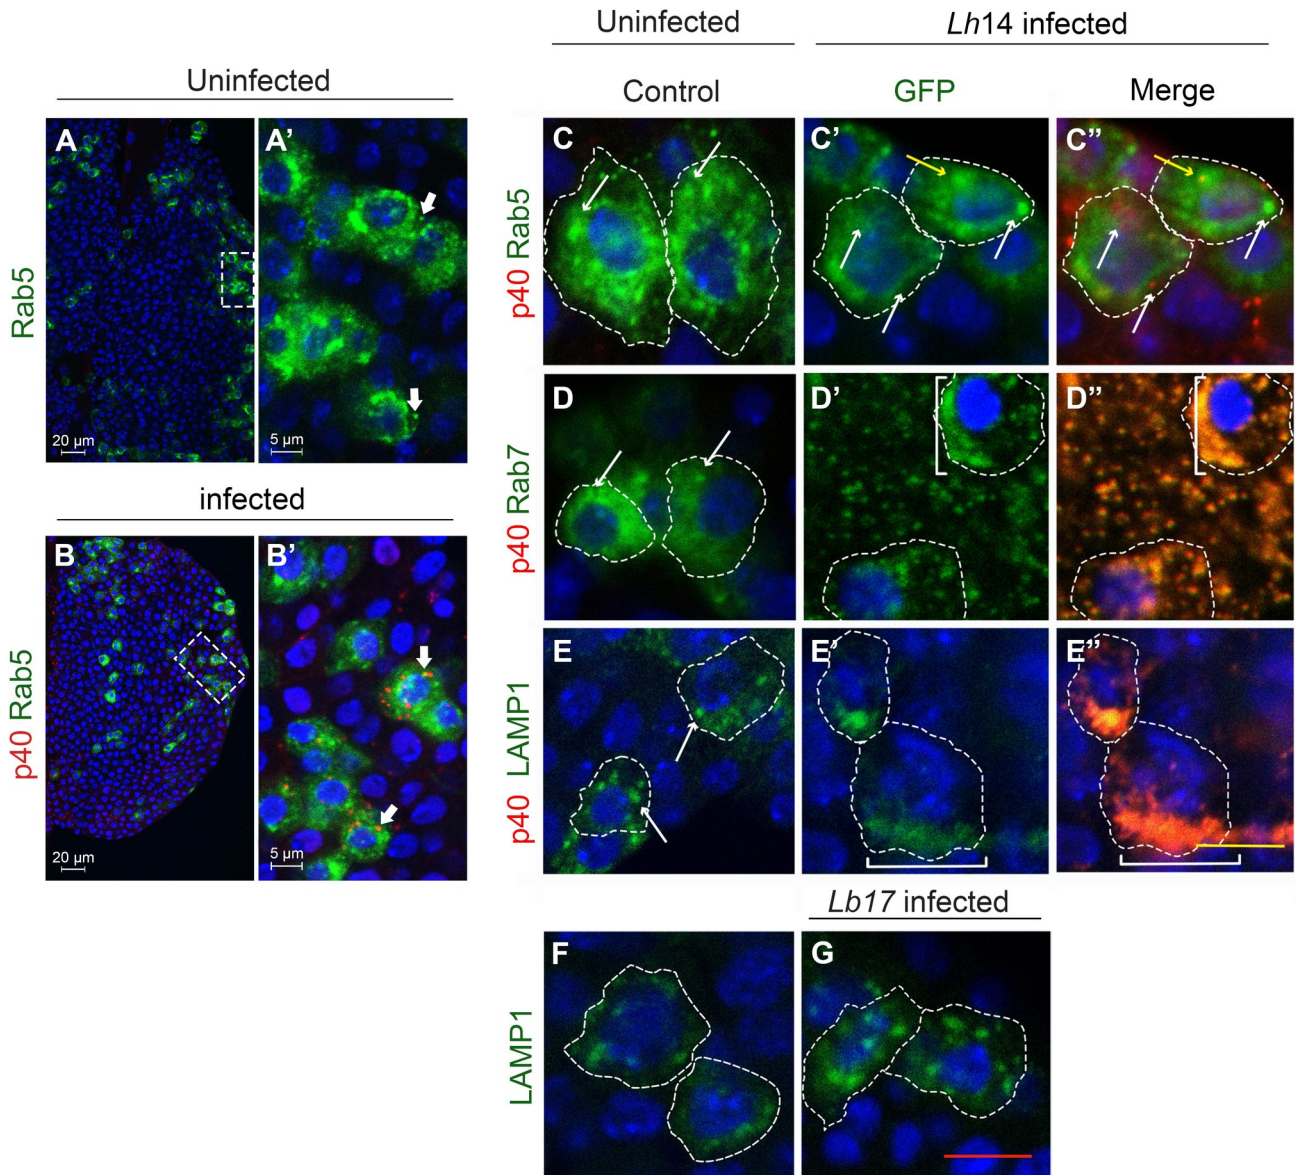 Uninfected
Lh14 infected
Uninfected
Control
GFP
Merge
A
A'
C
C'
C"
Rab5
p40 Rab5
20 µm
5 µm
infected
D
D'
D"
p40 Rab7
B
B'
E
E'
E"
p40 Rab5
p40 LAMP1
20 µm
5 µm
Lb17 infected
F
G
LAMP1